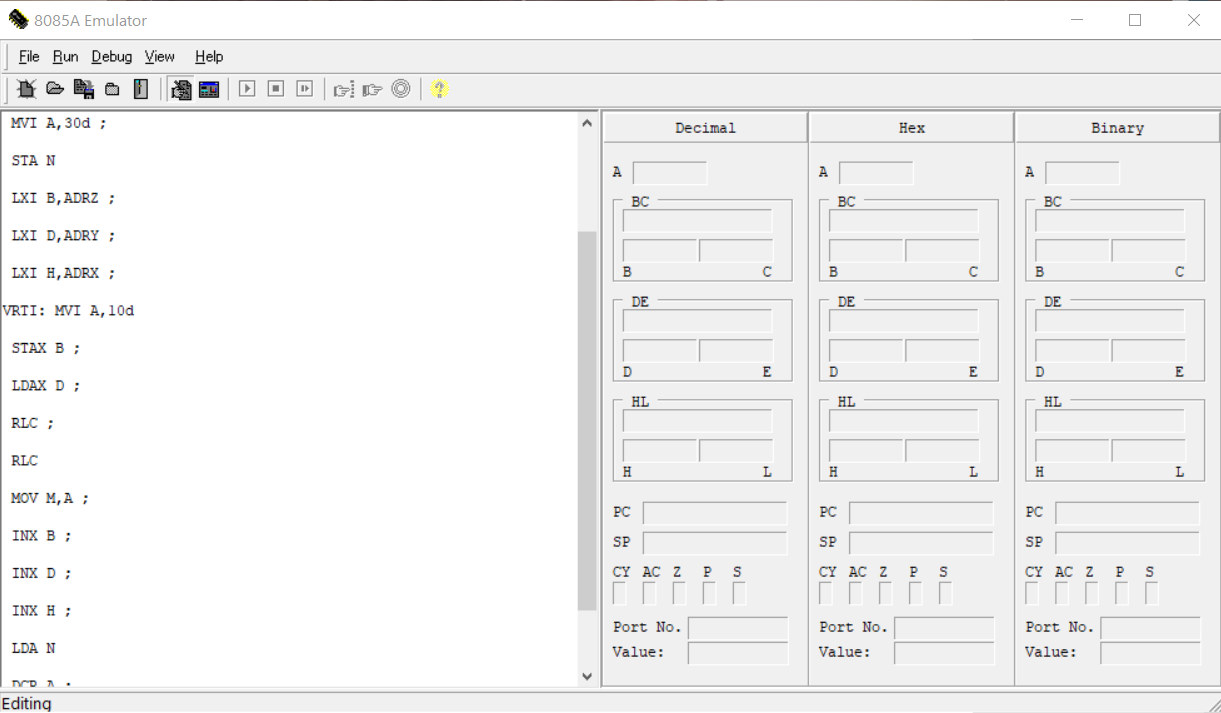 8085A Emulator
File Run Debug View Help
MVI A,30d ;
STA N
LXI B,ADRZ ;
LXI D,ADRY ;
LXI H,ADRX ;
VRTI: MVI A,10d
STAX B ;
LDAX D ;
RLC ;
RLC
MOV M,A ;
INX B ;
INX D ;
INX H ;
LDA N
DCR A ;
Decimal
A
BC
B C
DE
D E
HL
H L
PC
SP
CY AC Z P S
Port No.
Value:
Hex
A
BC
B C
DE
D E
HL
H L
PC
SP
CY AC Z P S
Port No.
Value:
Binary
A
BC
B C
DE
D E
HL
H L
PC
SP
CY AC Z P S
Port No.
Value:
Editing